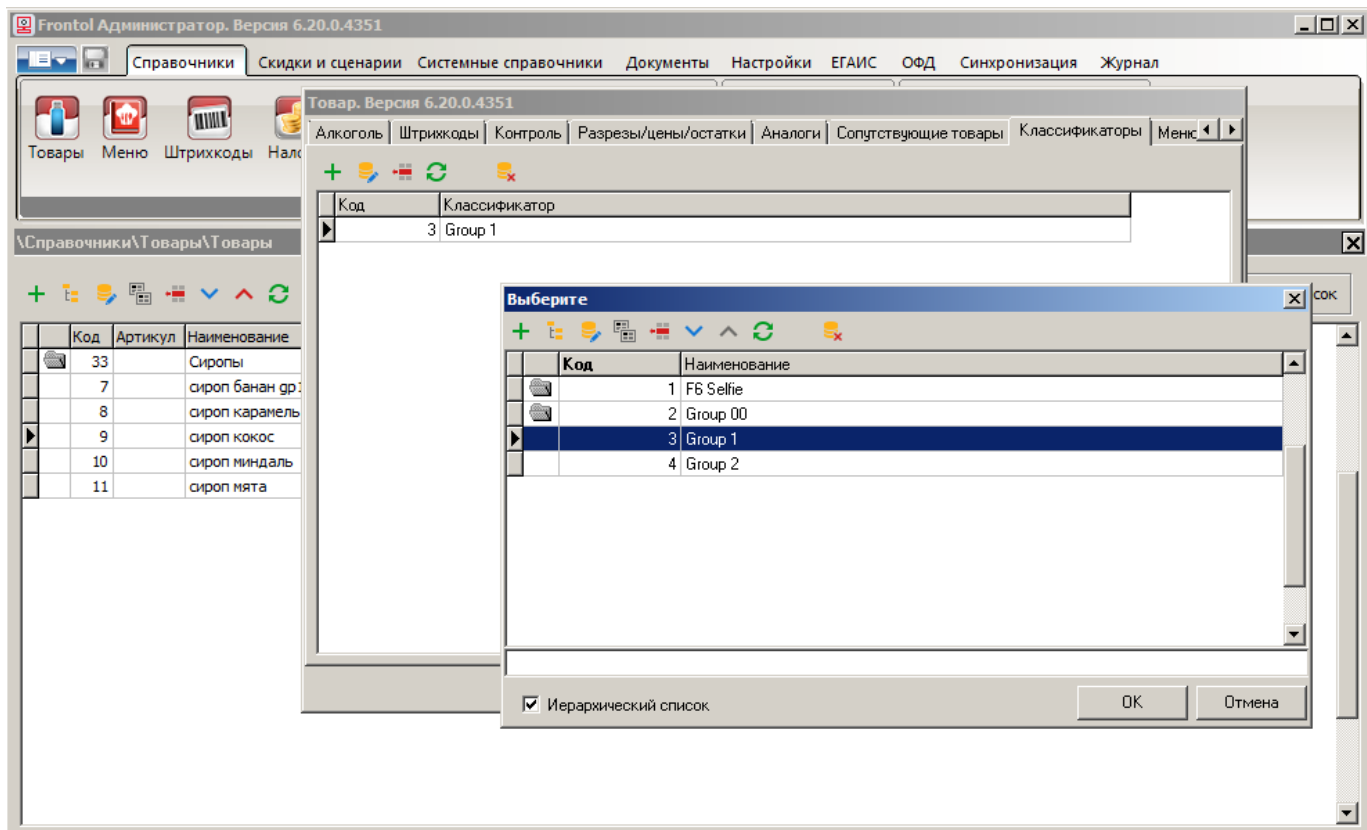 Frontol Администратор. Версия 6.20.0.4351
Справочники Скидки и сценарии Системные справочники Документы Настройки ЕГАИС ОФД Синхронизация Журнал
Товары Меню Штрихкоды
Товар. Версия 6.20.0.4351
Алкоголь Штрихкоды Контроль Разрезы/цены/остатки Аналоги Сопутствующие товары Классификаторы
Код Классификатор
3 Group 1
\Справочники\Товары\Товары
Код Артикул Наименование
33 Сиропы
7 сироп банан gp1
8 сироп карамель
9 сироп кокос
10 сироп миндаль
11 сироп мята
Выберите
Код Наименование
1 F6 Selfie
2 Group 00
3 Group 1
4 Group 2
Иерархический список
OK Отмена